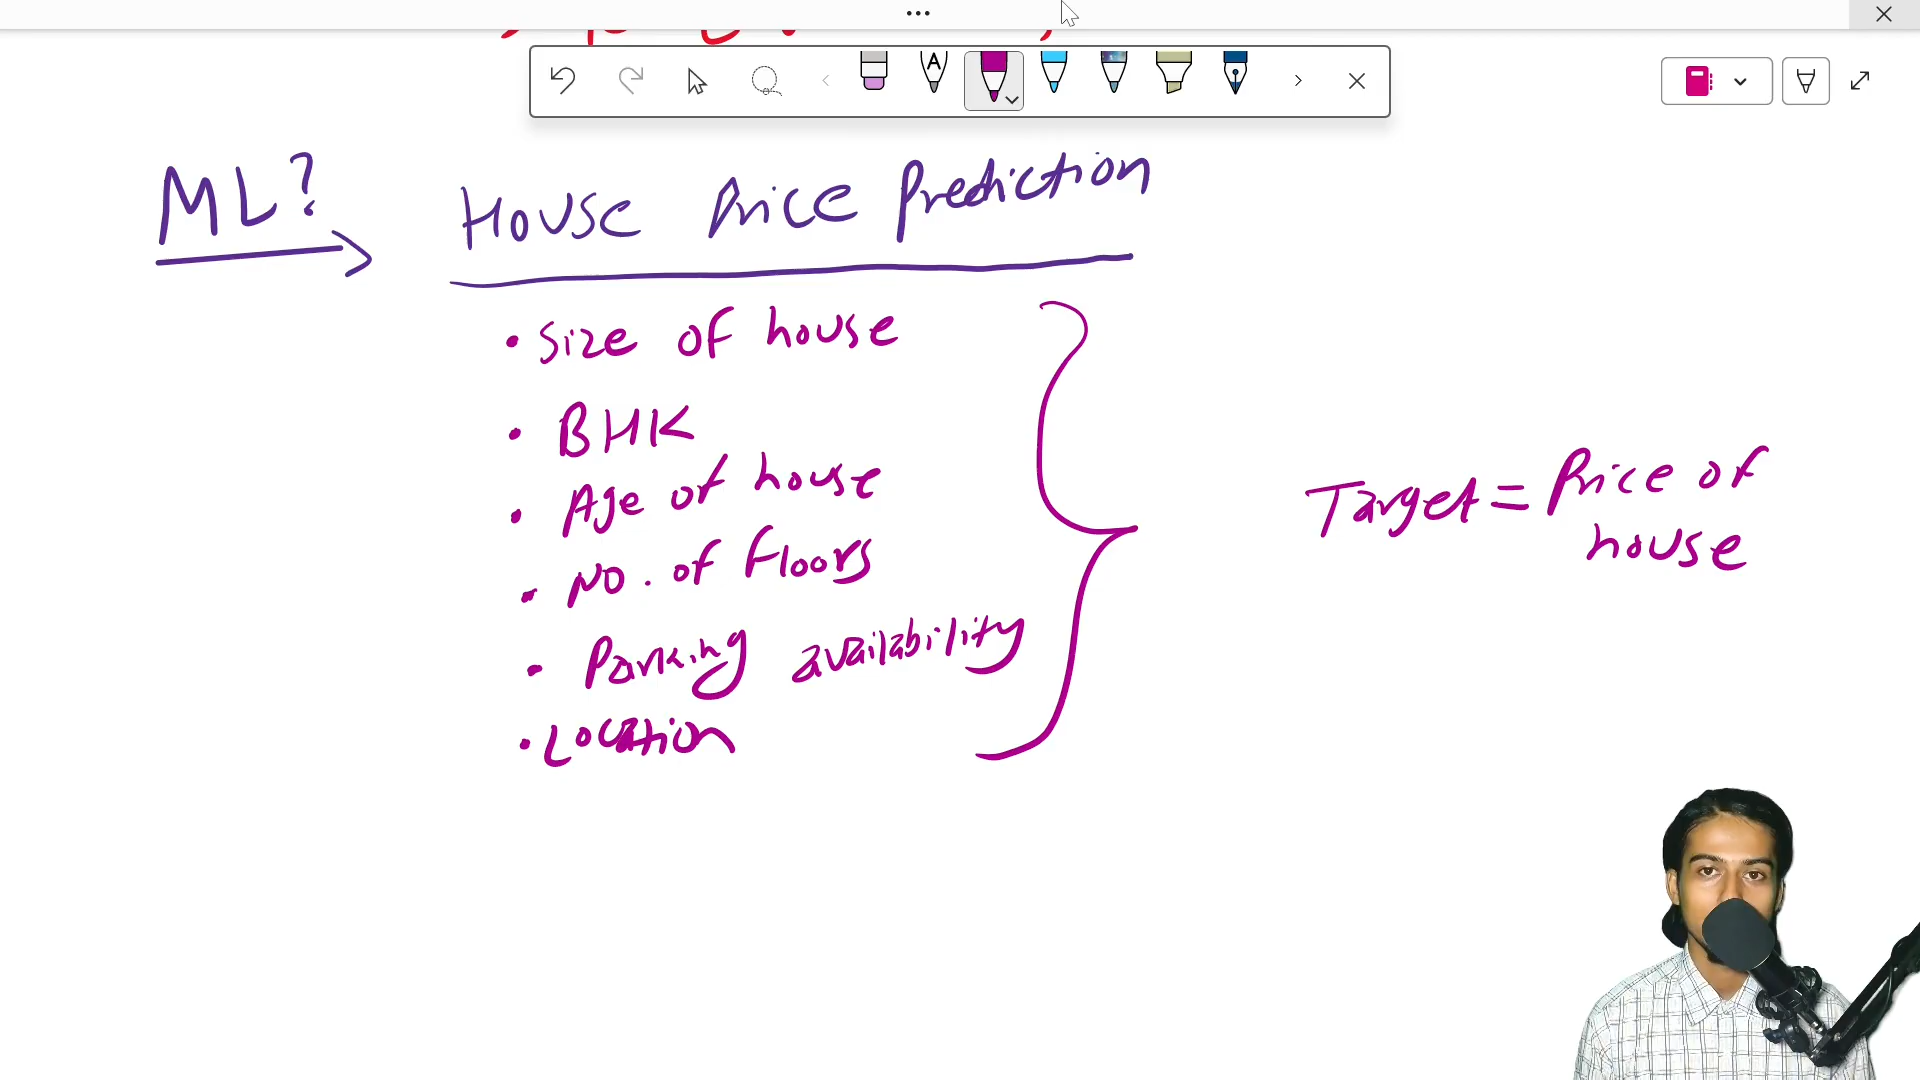 ML? House Price Prediction
• Size of house
• BHK
• Age of house
• No. of Floors
• Parking availability
• Location
Target = Price of
house